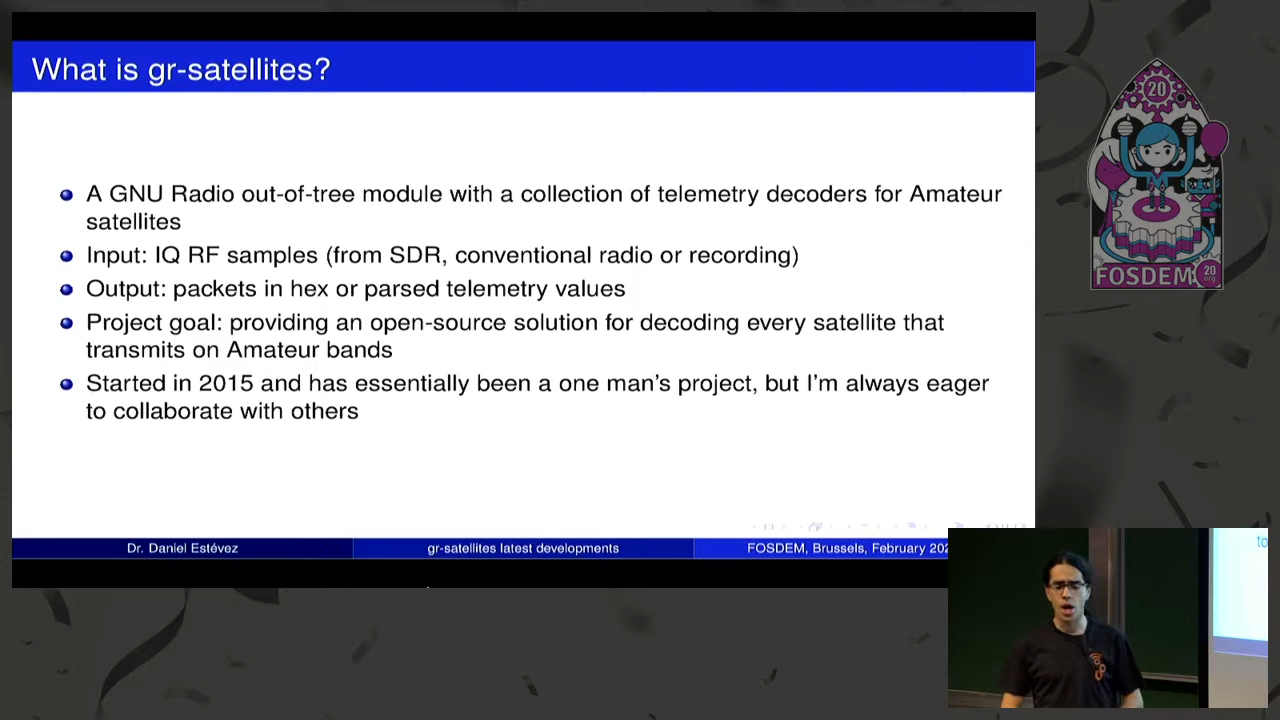 What is gr-satellites?
A GNU Radio out-of-tree module with a collection of telemetry decoders for Amateur
satellites
Input: IQ RF samples (from SDR, conventional radio or recording)
Output: packets in hex or parsed telemetry values
Project goal: providing an open-source solution for decoding every satellite that
transmits on Amateur bands
Started in 2015 and has essentially been a one man's project, but I'm always eager
to collaborate with others
Dr. Daniel Estévez
gr-satellites latest developments
FOSDEM, Brussels, February 202
20
FOSDEM
20
.org
to